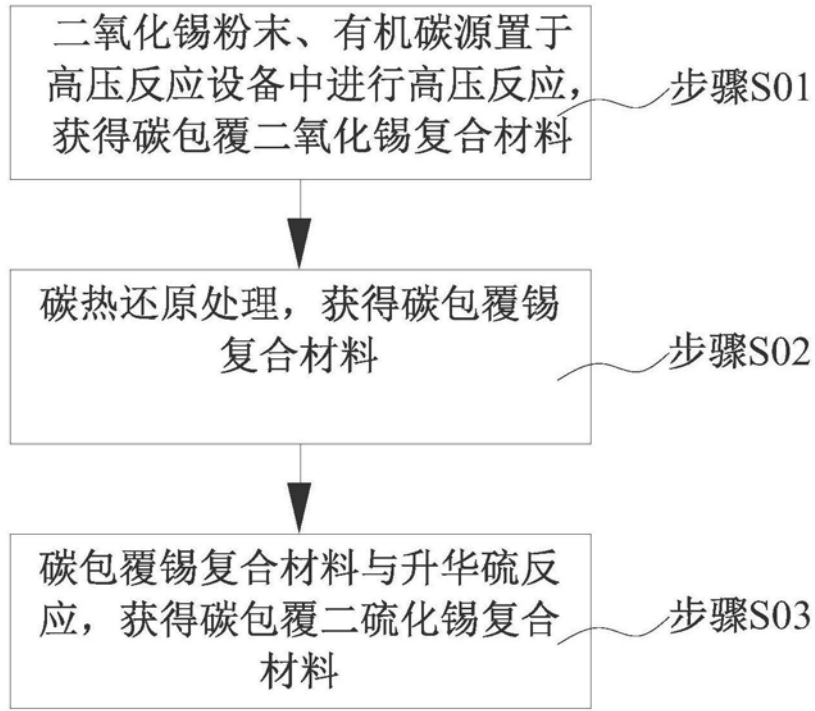 二氧化锡粉末、有机碳源置于
高压反应设备中进行高压反应，
获得碳包覆二氧化锡复合材料
步骤S01
碳热还原处理，获得碳包覆锡
复合材料
步骤S02
碳包覆锡复合材料与升华硫反
应，获得碳包覆二硫化锡复合
材料
步骤S03